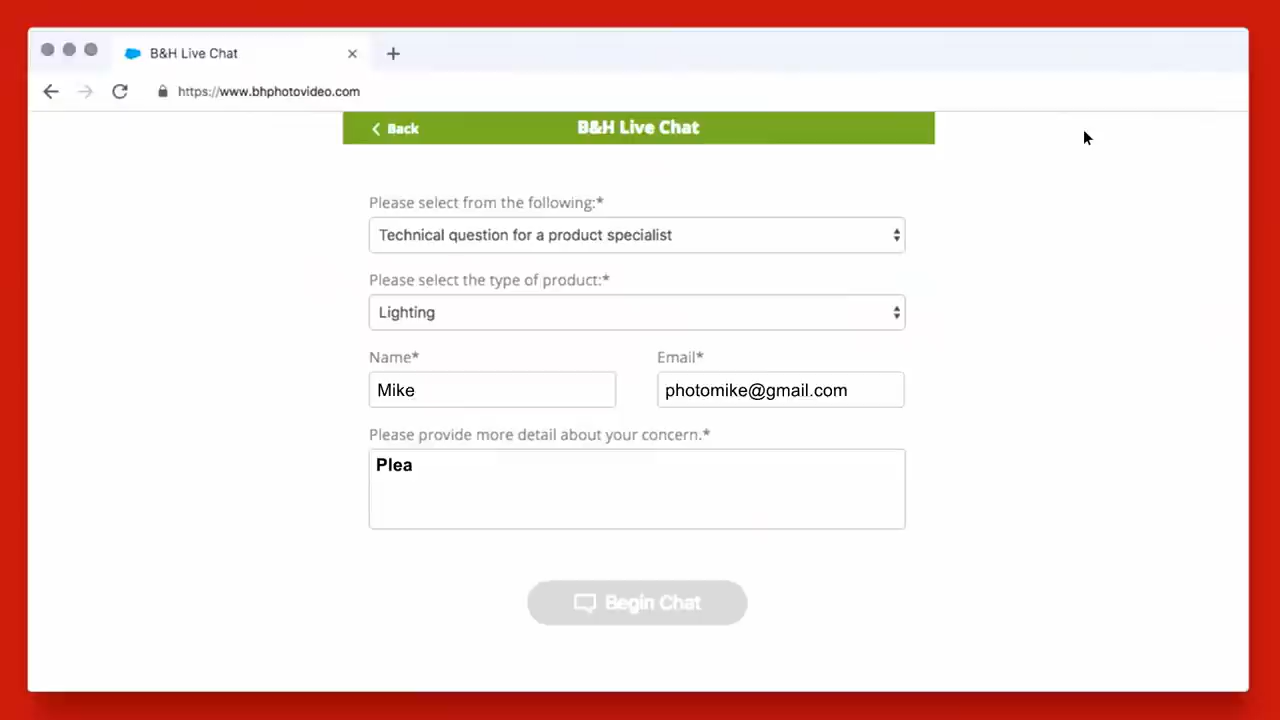 B&H Live Chat
https://www.bhphotovideo.com
Back
B&H Live Chat
Please select from the following:*
Technical question for a product specialist
Please select the type of product:*
Lighting
Name* Email*
Mike photomike@gmail.com
Please provide more detail about your concern.*
Plea
Begin Chat